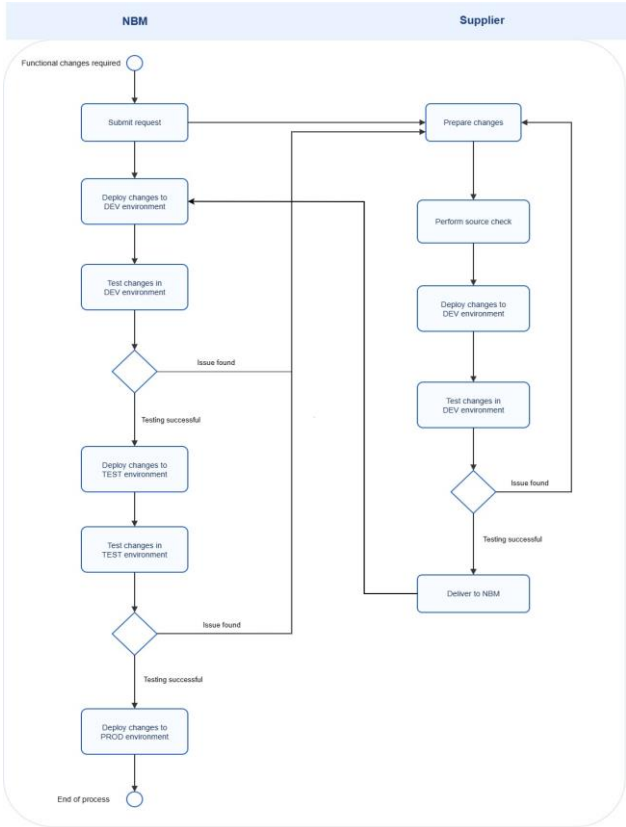 NBM
Supplier
Functional changes required
Submit request
Prepare changes
Deploy changes to
DEV environment
Perform source check
Test changes in
DEV environment
Deploy changes to
DEV environment
Issue found
Testing successful
Test changes in
DEV environment
Deploy changes to
TEST environment
Issue found
Test changes in
TEST environment
Testing successful
Deliver to NBM
Issue found
Testing successful
Deploy changes to
PROD environment
End of process